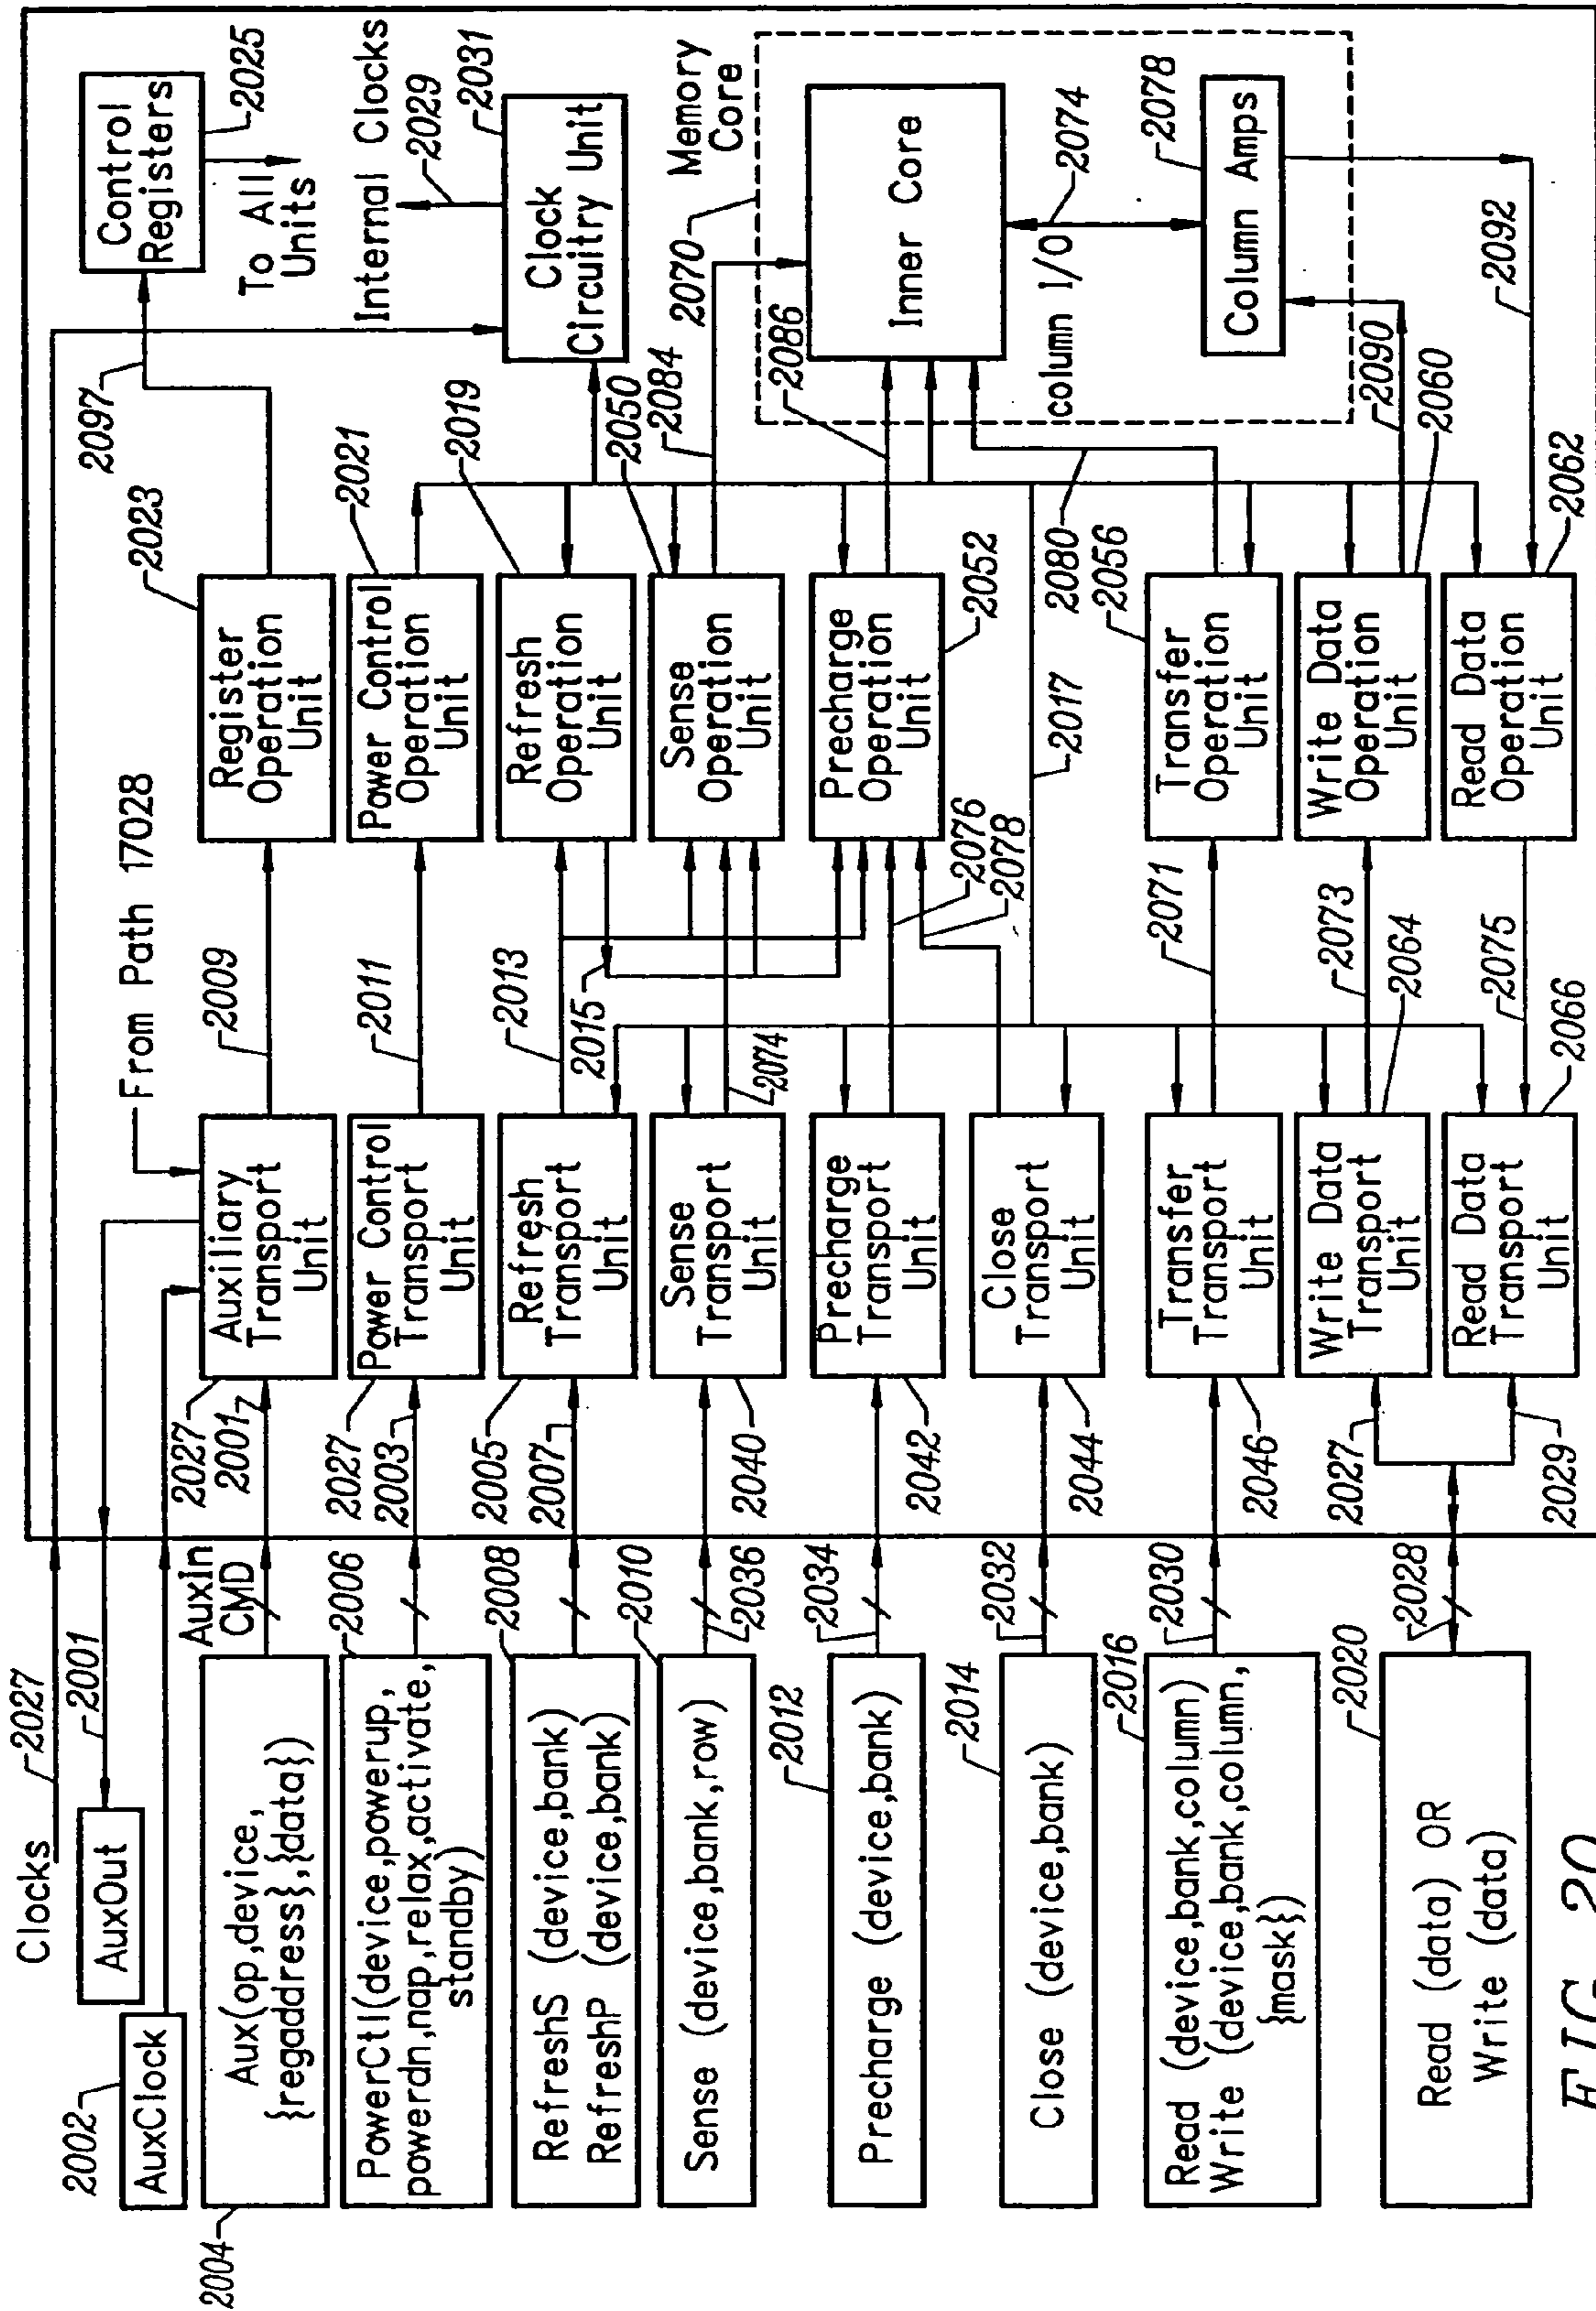 Clocks
2027
2001
AuxOut
2002
AuxClock
2004
Aux(op,device,
{regaddress},{data})
AuxIn
CMD
PowerCtl(device,powerup,
powerdn,nap,relax,activate,
standby)
2006
RefreshS (device,bank)
RefreshP (device,bank)
2008
Sense (device,bank,row)
2010
2036
Precharge (device,bank)
2012
2034
Close (device,bank)
2014
2032
Read (device,bank,column)
Write (device,bank,column,
{mask})
2016
2030
Read (data) OR
Write (data)
2020
2028
From Path 17028
2027
2001
Auxiliary
Transport
Unit
2009
2027
2003
Power Control
Transport
Unit
2011
2005
2007
Refresh
Transport
Unit
2013
2015
2040
Sense
Transport
Unit
2074
2042
Precharge
Transport
Unit
2076
2078
2044
Close
Transport
Unit
2046
Transfer
Transport
Unit
2071
2027
Write Data
Transport
Unit
2073
2064
2029
Read Data
Transport
Unit
2075
2066
2023
Register
Operation
Unit
2097
2021
Power Control
Operation
Unit
2019
Refresh
Operation
Unit
2050
Sense
Operation
Unit
2084
2052
Precharge
Operation
Unit
2086
2017
2080
2056
Transfer
Operation
Unit
2060
Write Data
Operation
Unit
2090
2062
Read Data
Operation
Unit
2092
Control
Registers
2025
To All
Units
Internal Clocks
2029
2031
Clock
Circuitry Unit
2070
Memory
Core
Inner Core
column I/O
2074
Column Amps
2078
FIG 20